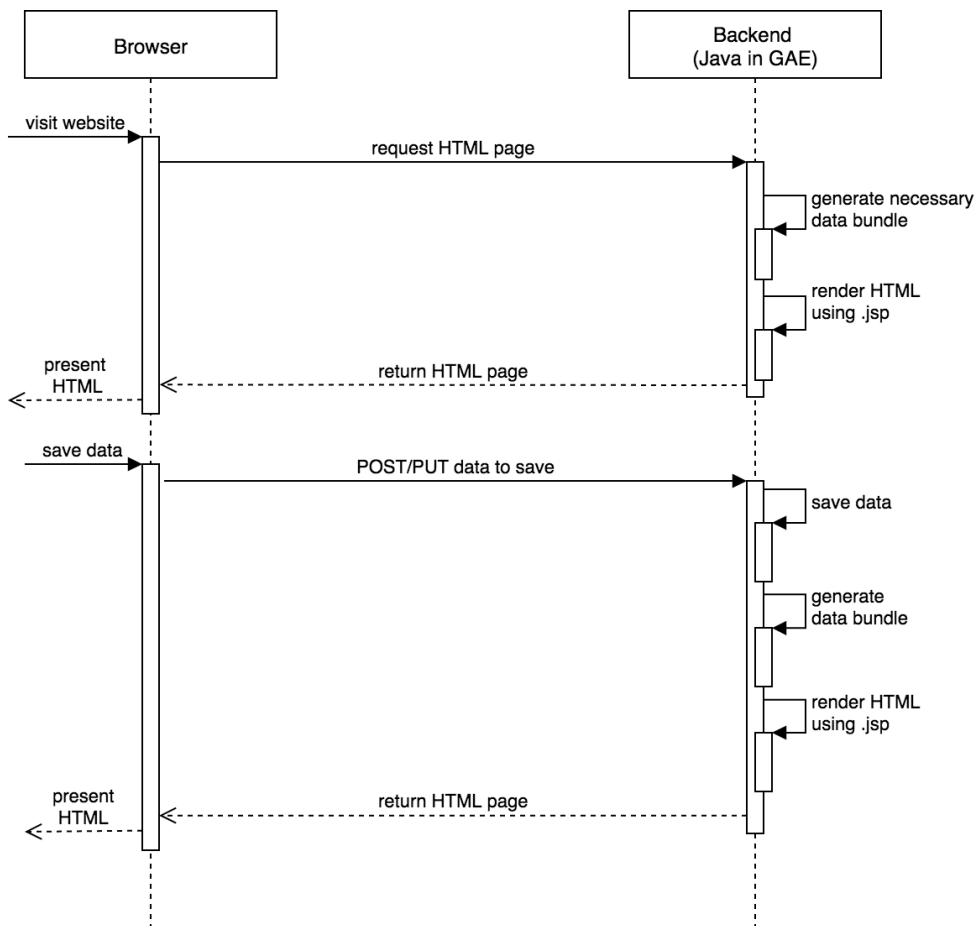 Browser
Backend
(Java in GAE)
visit website
request HTML page
generate necessary
data bundle
render HTML
using .jsp
present
HTML
return HTML page
save data
POST/PUT data to save
save data
generate
data bundle
render HTML
using .jsp
present
HTML
return HTML page